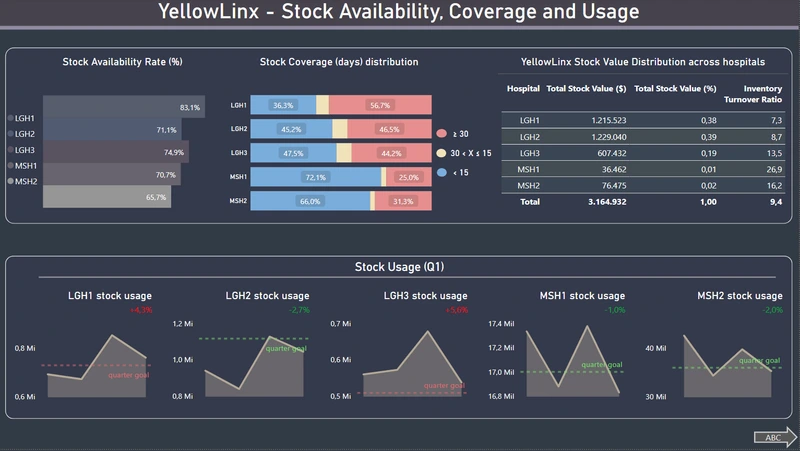 YellowLinx - Stock Availability, Coverage and Usage
Stock Availability Rate (%)
LGH1
LGH2
LGH3
MSH1
MSH2
83,1%
71,1%
74,9%
70,7%
65,7%
Stock Coverage (days) distribution
LGH1 36,3% 56,7%
LGH2 45,2% 46,5%
LGH3 47,5% 44,2%
MSH1 72,1% 25,0%
MSH2 66,0% 31,3%
≥ 30
30 < X ≤ 15
< 15
YellowLinx Stock Value Distribution across hospitals
Hospital Total Stock Value ($) Total Stock Value (%) Inventory
Turnover Ratio
LGH1 1.215.523 0,38 7,3
LGH2 1.229.040 0,39 8,7
LGH3 607.432 0,19 13,5
MSH1 36.462 0,01 26,9
MSH2 76.475 0,02 16,2
Total 3.164.932 1,00 9,4
Stock Usage (Q1)
LGH1 stock usage
+4,3%
0,8 Mi
0,6 Mi
quarter goal
LGH2 stock usage
-2,7%
1,2 Mi
1,0 Mi
0,8 Mi
quarter goal
LGH3 stock usage
+5,6%
0,7 Mi
0,6 Mi
0,5 Mi
quarter goal
MSH1 stock usage
-1,0%
17,4 Mil
17,2 Mil
17,0 Mil
16,8 Mil
quarter goal
MSH2 stock usage
-2,0%
40 Mil
30 Mil
quarter goal
ABC